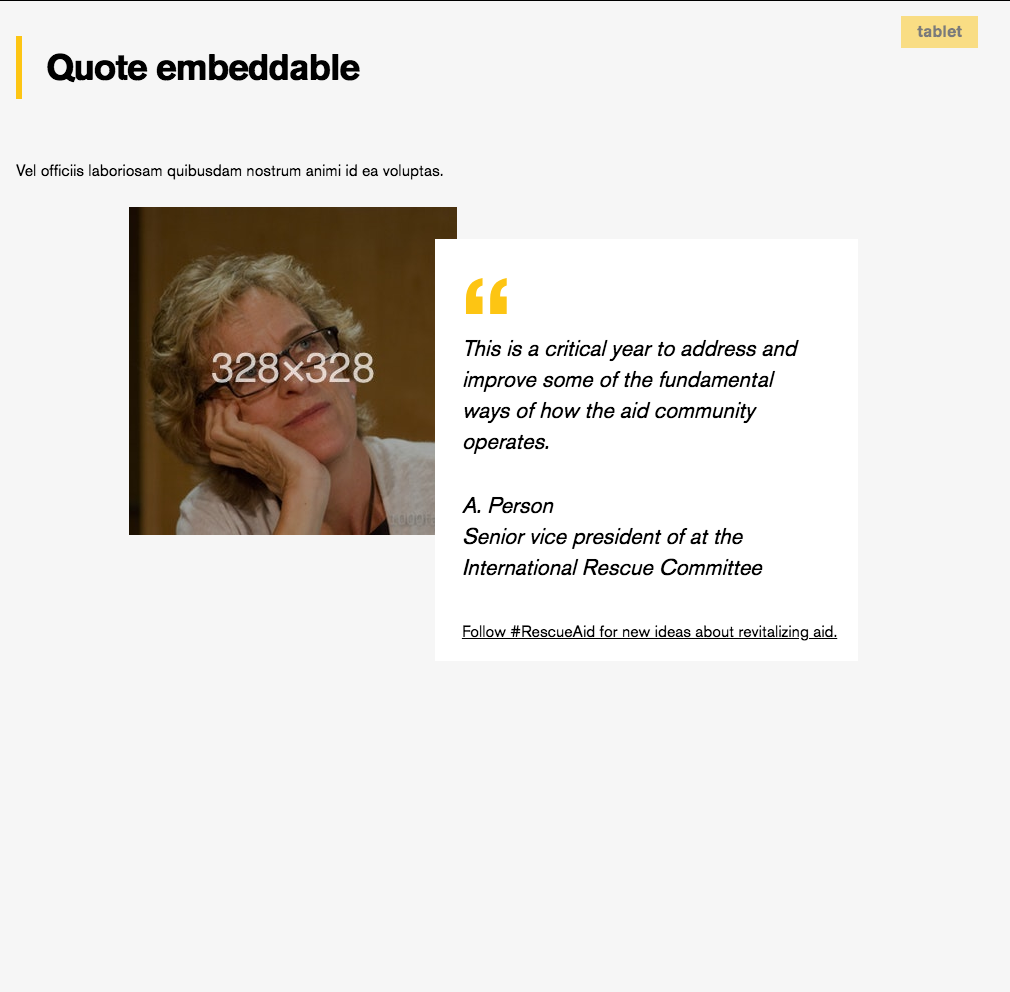 tablet
Quote embeddable
Vel officiis laboriosam quibusdam nostrum animi id ea voluptas.
328×328
“
This is a critical year to address and
improve some of the fundamental
ways of how the aid community
operates.
A. Person
Senior vice president of at the
International Rescue Committee
Follow #RescueAid for new ideas about revitalizing aid.